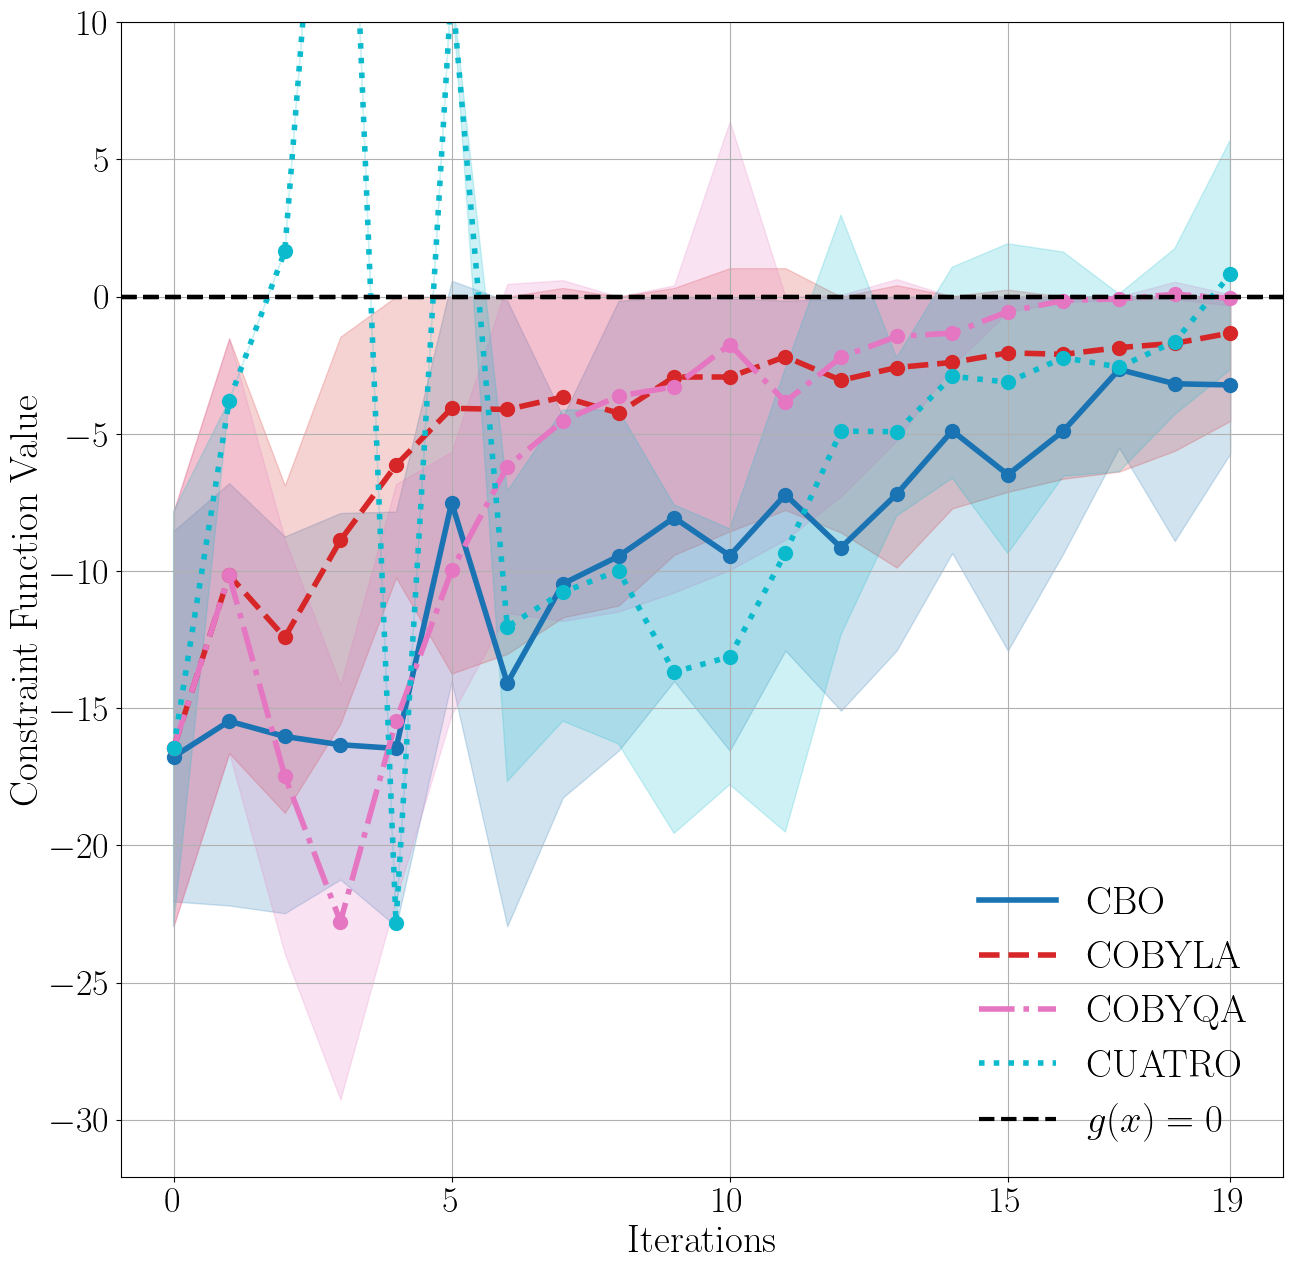 10
5
0
−5
−10
−15
−20
−25
−30
Constraint Function Value
CBO
COBYLA
COBYQA
CUATRO
g(x) = 0
0 5 10 15 19
Iterations